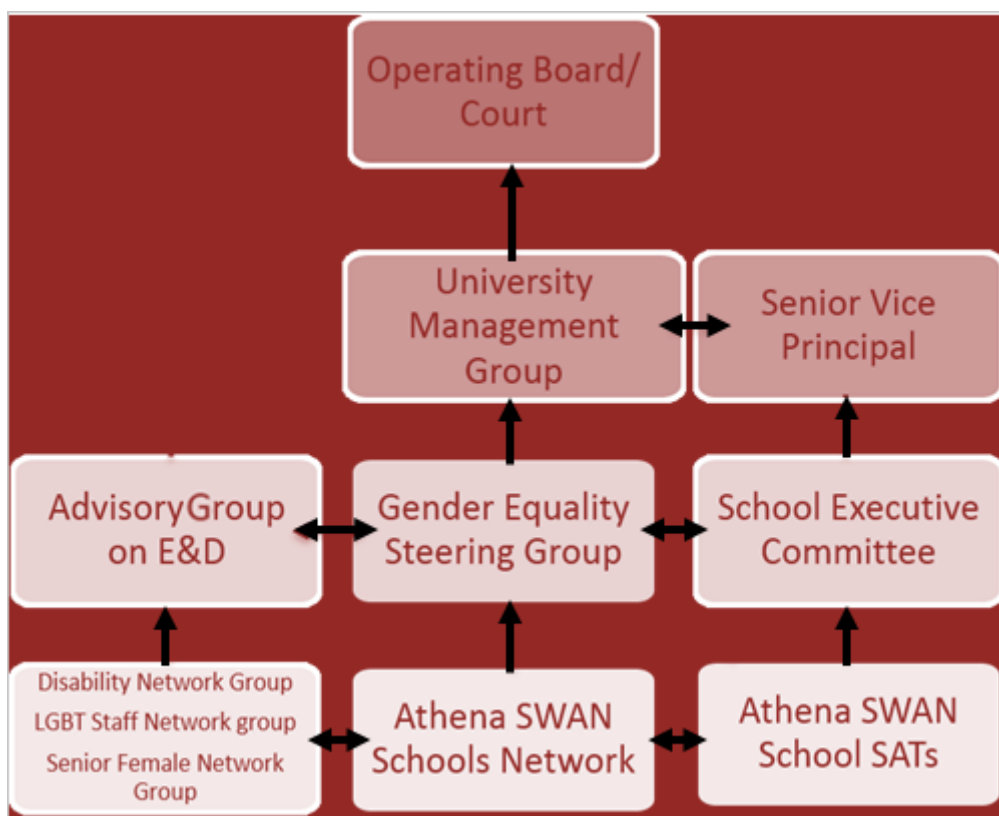 Operating Board/
Court
University
Management
Group
Senior Vice
Principal
AdvisoryGroup
on E&D
Gender Equality
Steering Group
School Executive
Committee
Disability Network Group
LGBT Staff Network group
Senior Female Network
Group
Athena SWAN
Schools Network
Athena SWAN
School SATs